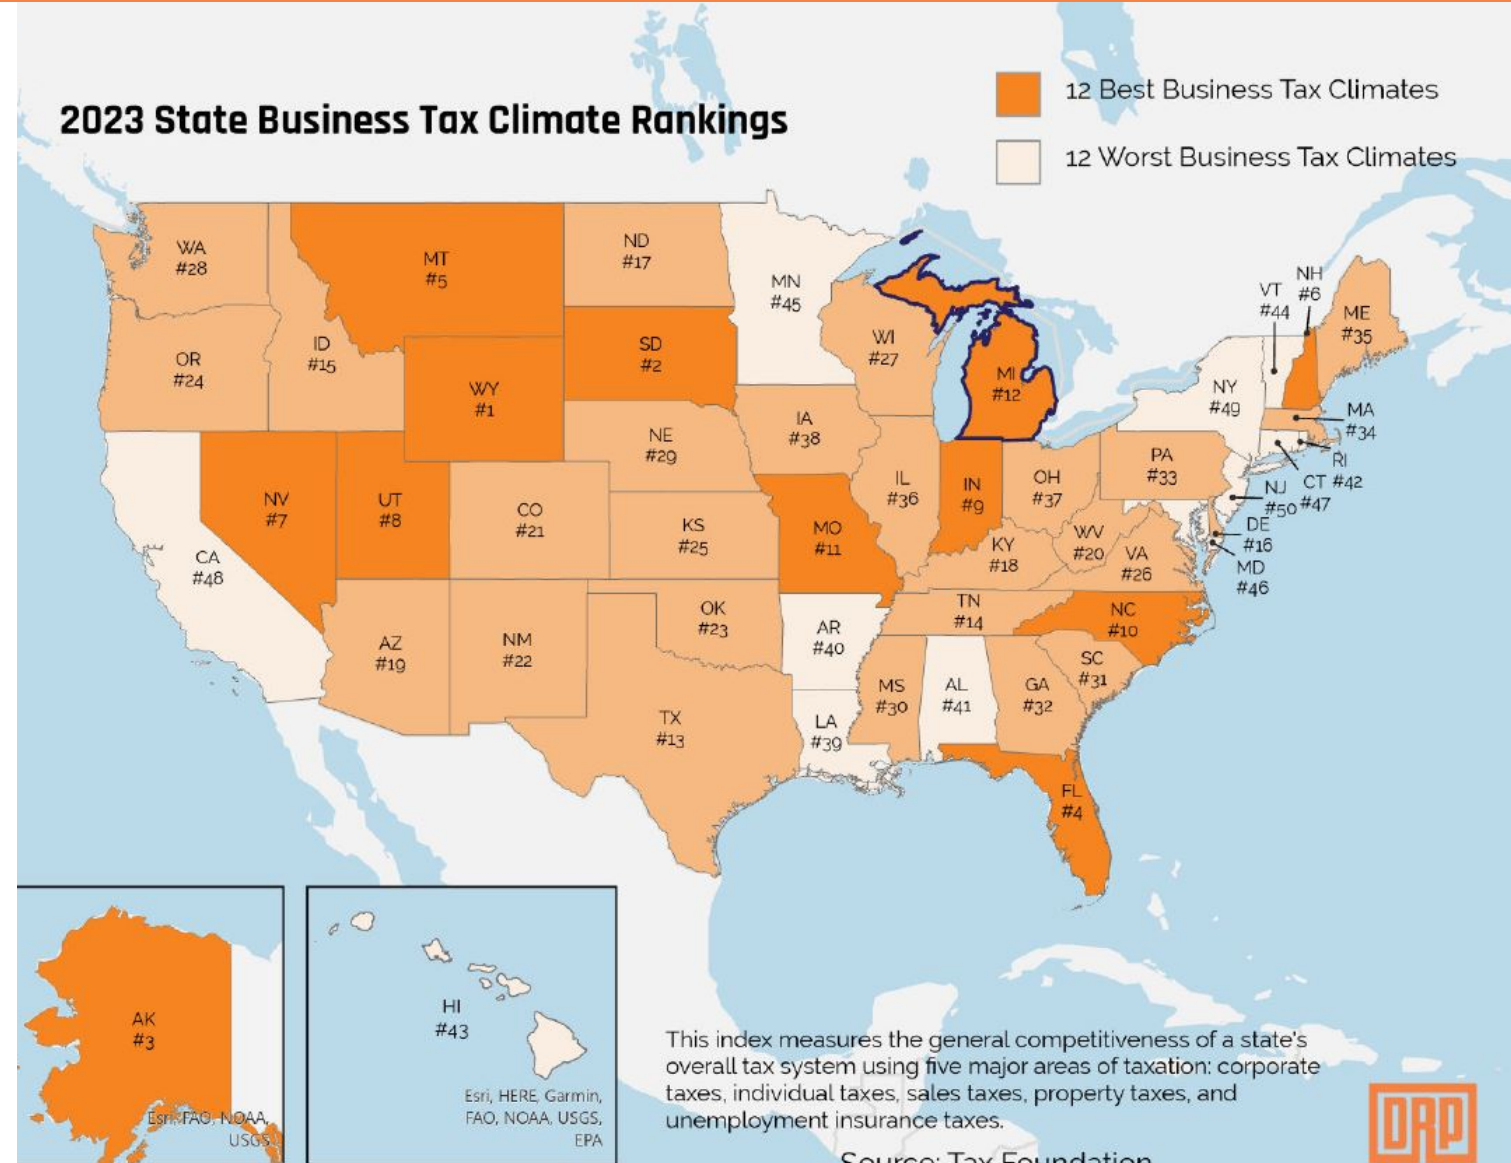 2023 State Business Tax Climate Rankings
12 Best Business Tax Climates
12 Worst Business Tax Climates
WA
#28
MT
#5
ND
#17
MN
#45
NH
#6
VT
#44
ME
#35
OR
#24
ID
#15
WY
#1
SD
#2
WI
#27
MI
#12
NY
#49
MA
#34
RI
#42
CT
#47
NJ
#50
DE
#16
MD
#46
NV
#7
UT
#8
CO
#21
NE
#29
IA
#38
IL
#36
IN
#9
OH
#37
PA
#33
KS
#25
MO
#11
KY
#18
WV
#20
VA
#26
CA
#48
AZ
#19
NM
#22
OK
#23
AR
#40
TN
#14
NC
#10
TX
#13
LA
#39
MS
#30
AL
#41
GA
#32
SC
#31
FL
#4
AK
#3
Esri, FAO, NOAA,
USGS
HI
#43
Esri, HERE, Garmin,
FAO, NOAA, USGS,
EPA
This index measures the general competitiveness of a state's
overall tax system using five major areas of taxation: corporate
taxes, individual taxes, sales taxes, property taxes, and
unemployment insurance taxes.
Source: Tax Foundation
DRP